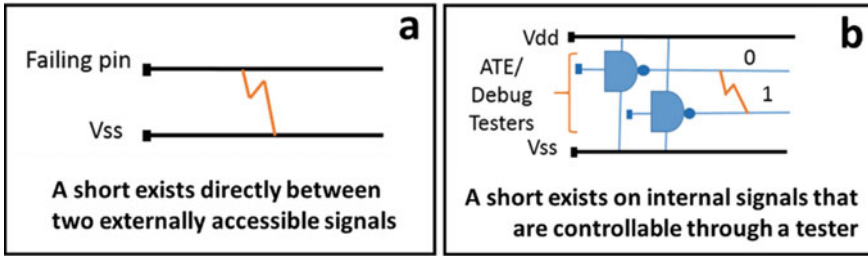 a
Failing pin
Vss
A short exists directly between
two externally accessible signals
b
Vdd
ATE/
Debug
Testers
Vss
0
1
A short exists on internal signals that
are controllable through a tester